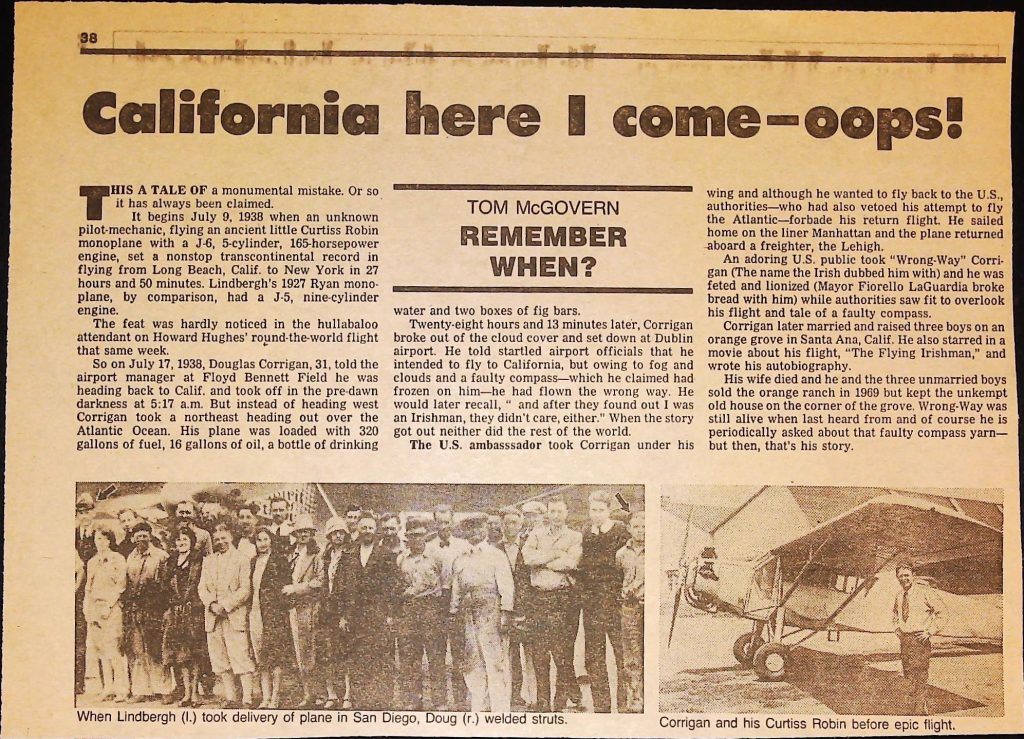 38
California here I come—oops!
THIS A TALE OF a monumental mistake. Or so
it has always been claimed.
It begins July 9, 1938 when an unknown
pilot-mechanic, flying an ancient little Curtiss Robin
monoplane with a J-6, 5-cylinder, 165-horsepower
engine, set a nonstop transcontinental record in
flying from Long Beach, Calif. to New York in 27
hours and 50 minutes. Lindbergh's 1927 Ryan mono-
plane, by comparison, had a J-5, nine-cylinder
engine.
The feat was hardly noticed in the hullabaloo
attendant on Howard Hughes' round-the-world flight
that same week.
So on July 17, 1938, Douglas Corrigan, 31, told the
airport manager at Floyd Bennett Field he was
heading back to Calif. and took off in the pre-dawn
darkness at 5:17 a.m. But instead of heading west
Corrigan took a northeast heading out over the
Atlantic Ocean. His plane was loaded with 320
gallons of fuel, 16 gallons of oil, a bottle of drinking
TOM McGOVERN
REMEMBER
WHEN?
water and two boxes of fig bars.
Twenty-eight hours and 13 minutes later, Corrigan
broke out of the cloud cover and set down at Dublin
airport. He told startled airport officials that he
intended to fly to California, but owing to fog and
clouds and a faulty compass—which he claimed had
frozen on him—he had flown the wrong way. He
would later recall, " and after they found out I was
an Irishman, they didn't care, either." When the story
got out neither did the rest of the world.
The U.S. ambasssador took Corrigan under his
wing and although he wanted to fly back to the U.S.,
authorities—who had also vetoed his attempt to fly
the Atlantic—forbade his return flight. He sailed
home on the liner Manhattan and the plane returned
aboard a freighter, the Lehigh.
An adoring U.S. public took "Wrong-Way" Corri-
gan (The name the Irish dubbed him with) and he was
feted and lionized (Mayor Fiorello LaGuardia broke
bread with him) while authorities saw fit to overlook
his flight and tale of a faulty compass.
Corrigan later married and raised three boys on an
orange grove in Santa Ana, Calif. He also starred in a
movie about his flight, "The Flying Irishman," and
wrote his autobiography.
His wife died and he and the three unmarried boys
sold the orange ranch in 1969 but kept the unkempt
old house on the corner of the grove. Wrong-Way was
still alive when last heard from and of course he is
periodically asked about that faulty compass yarn—
but then, that's his story.
When Lindbergh (l.) took delivery of plane in San Diego, Doug (r.) welded struts.
Corrigan and his Curtiss Robin before epic flight.